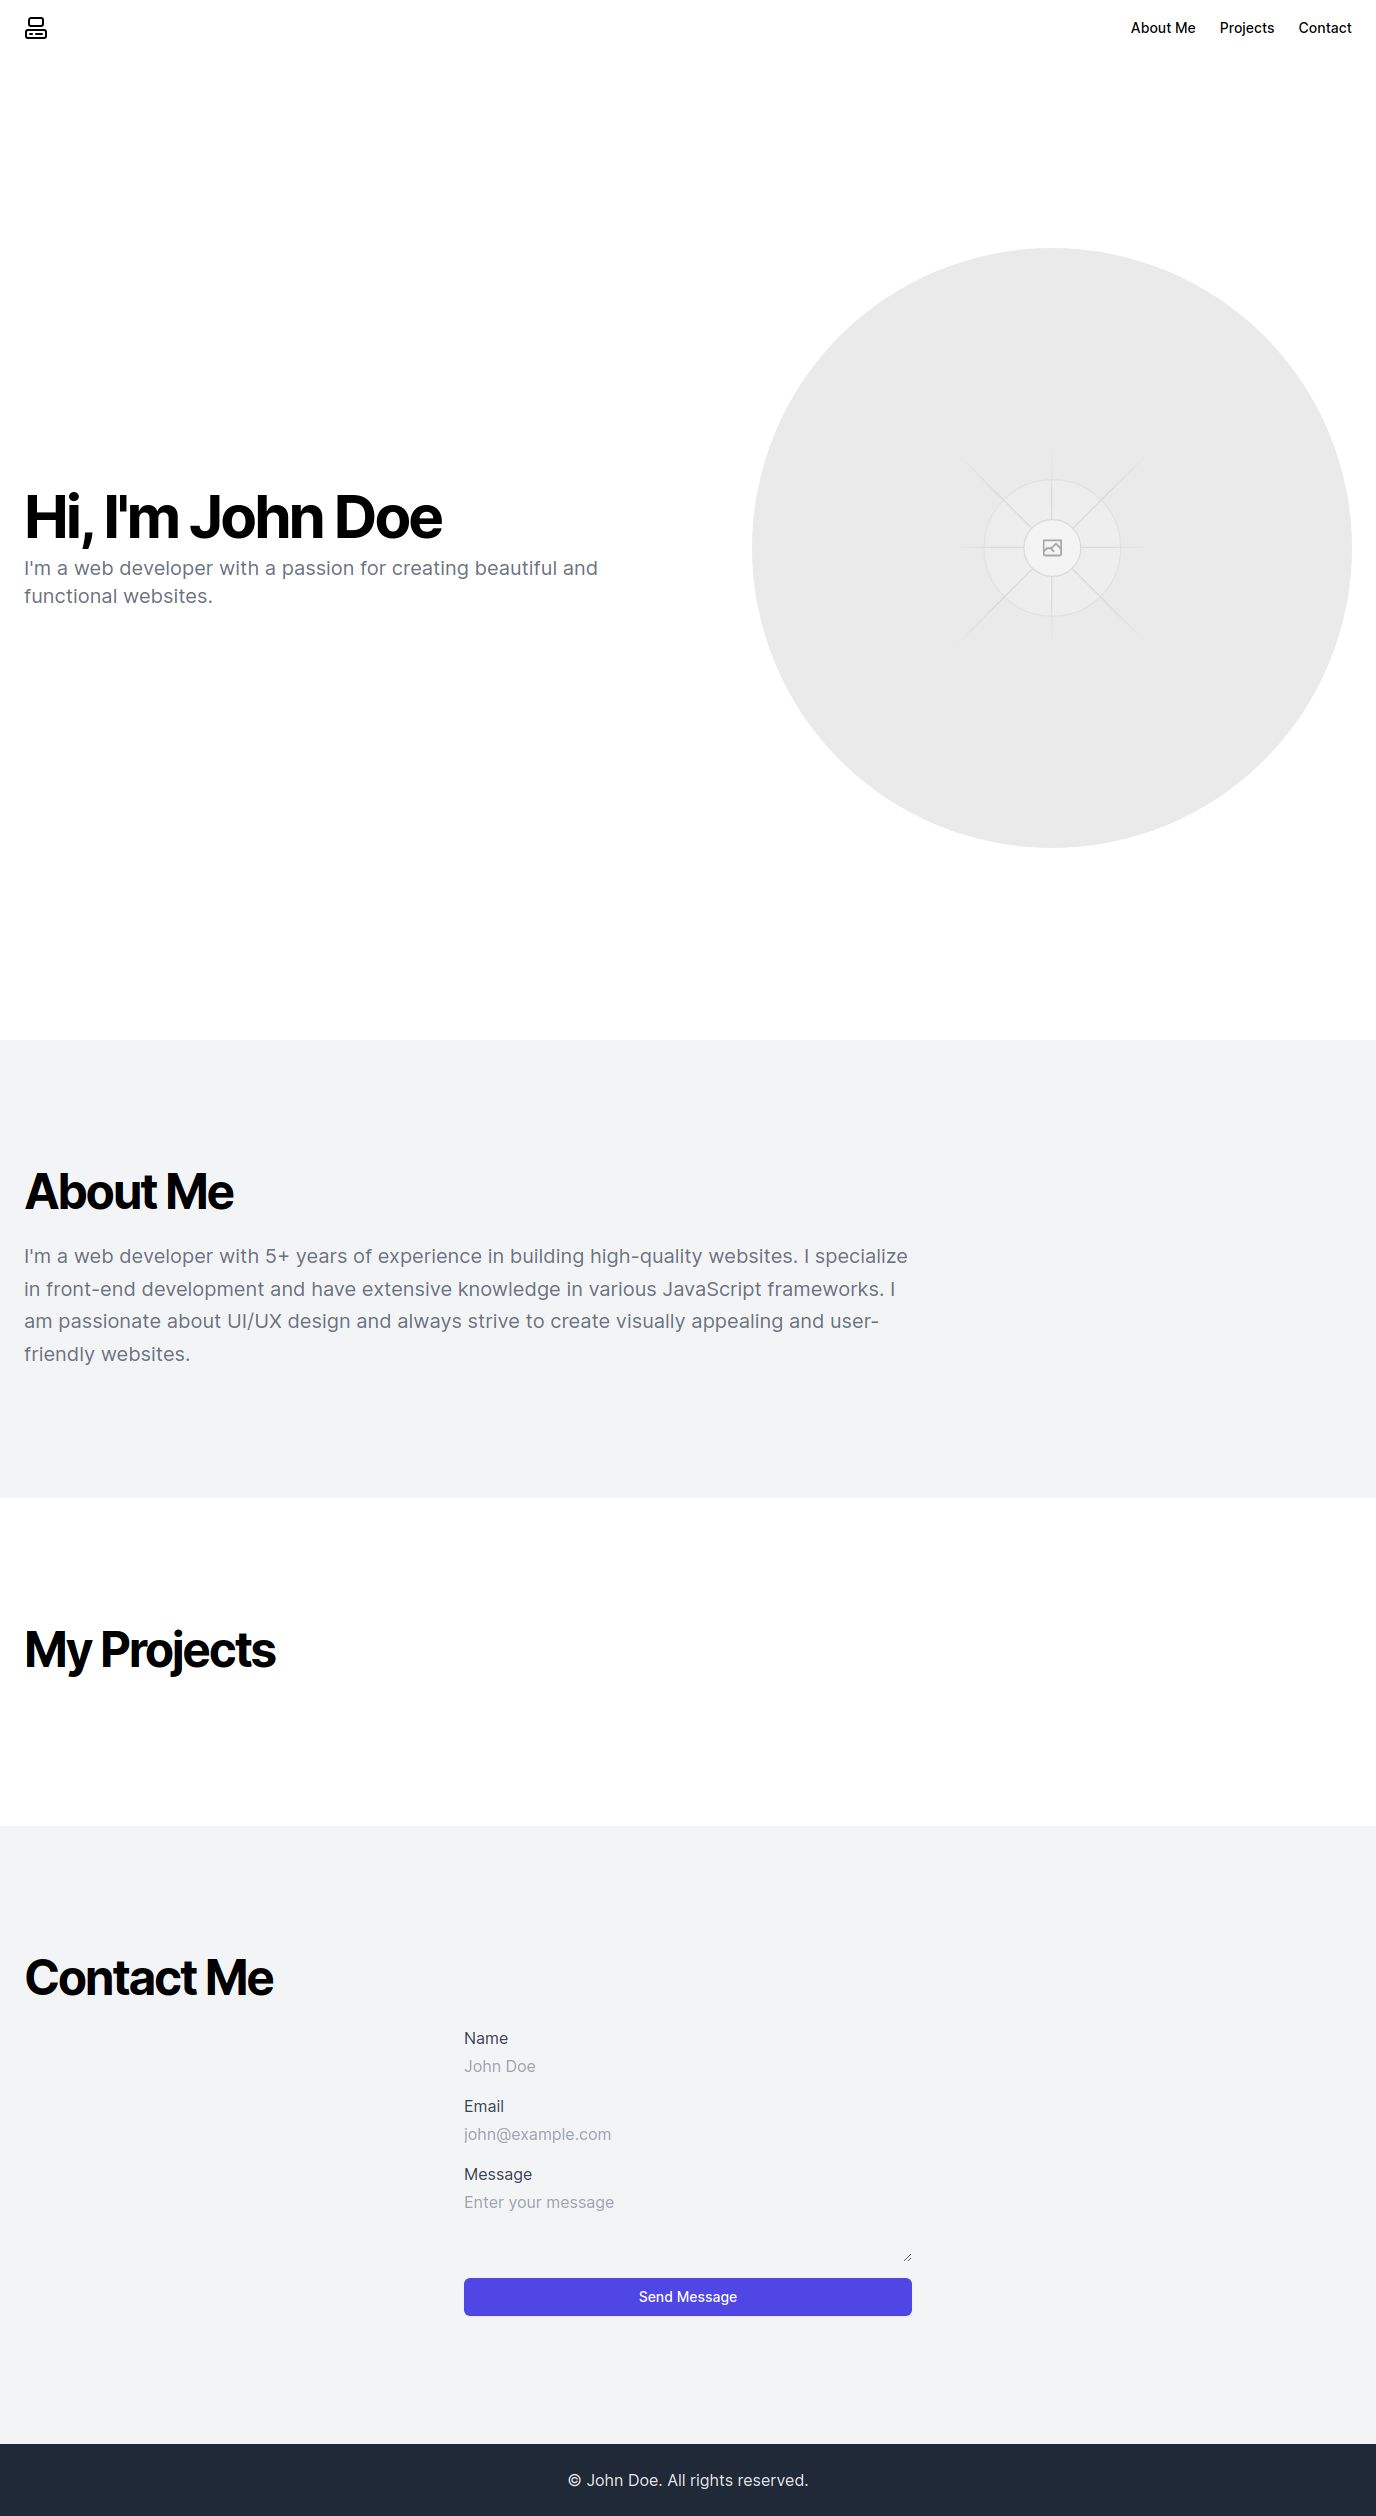 About Me Projects Contact
Hi, I'm John Doe
I'm a web developer with a passion for creating beautiful and
functional websites.
About Me
I'm a web developer with 5+ years of experience in building high-quality websites. I specialize
in front-end development and have extensive knowledge in various JavaScript frameworks. I
am passionate about UI/UX design and always strive to create visually appealing and user-
friendly websites.
My Projects
Contact Me
Name
John Doe
Email
john@example.com
Message
Enter your message
Send Message
© John Doe. All rights reserved.